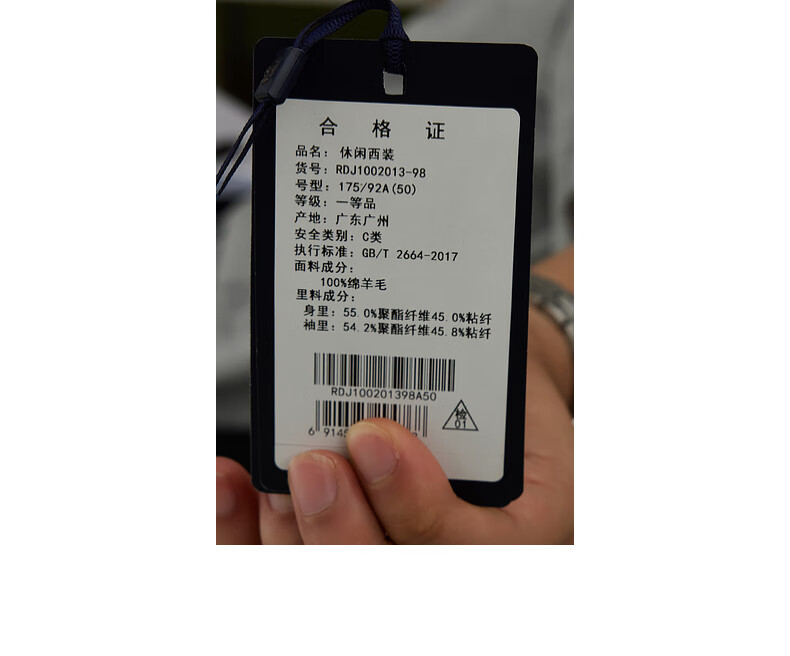 合格证
品名：休闲西装
货号：RDJ1002013-98
号型：175/92A(50)
等级：一等品
产地：广东广州
安全类别：C类
执行标准：GB/T 2664-2017
面料成分：
100%绵羊毛
里料成分：
身里：55.0%聚酯纤维45.0%粘纤
袖里：54.2%聚酯纤维45.8%粘纤
RDJ100201398A50
检
01
6 914